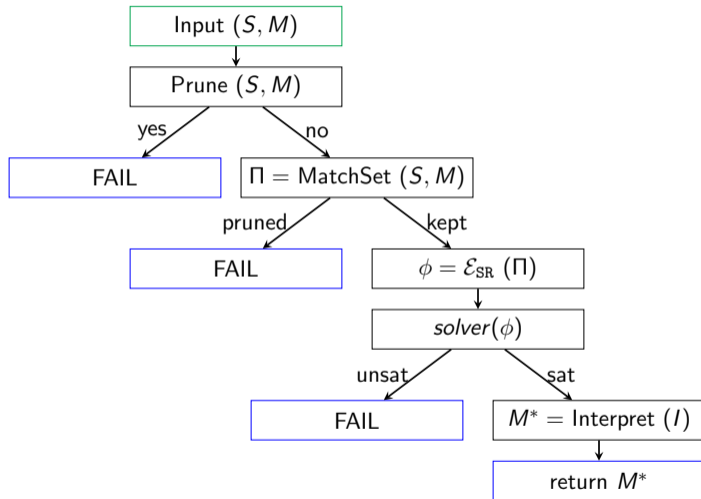 Input (S, M)
Prune (S, M)
yes
no
FAIL
Π = MatchSet (S, M)
pruned
kept
FAIL
ϕ = ℰ_SR (Π)
solver(ϕ)
unsat
sat
FAIL
M* = Interpret (I)
return M*